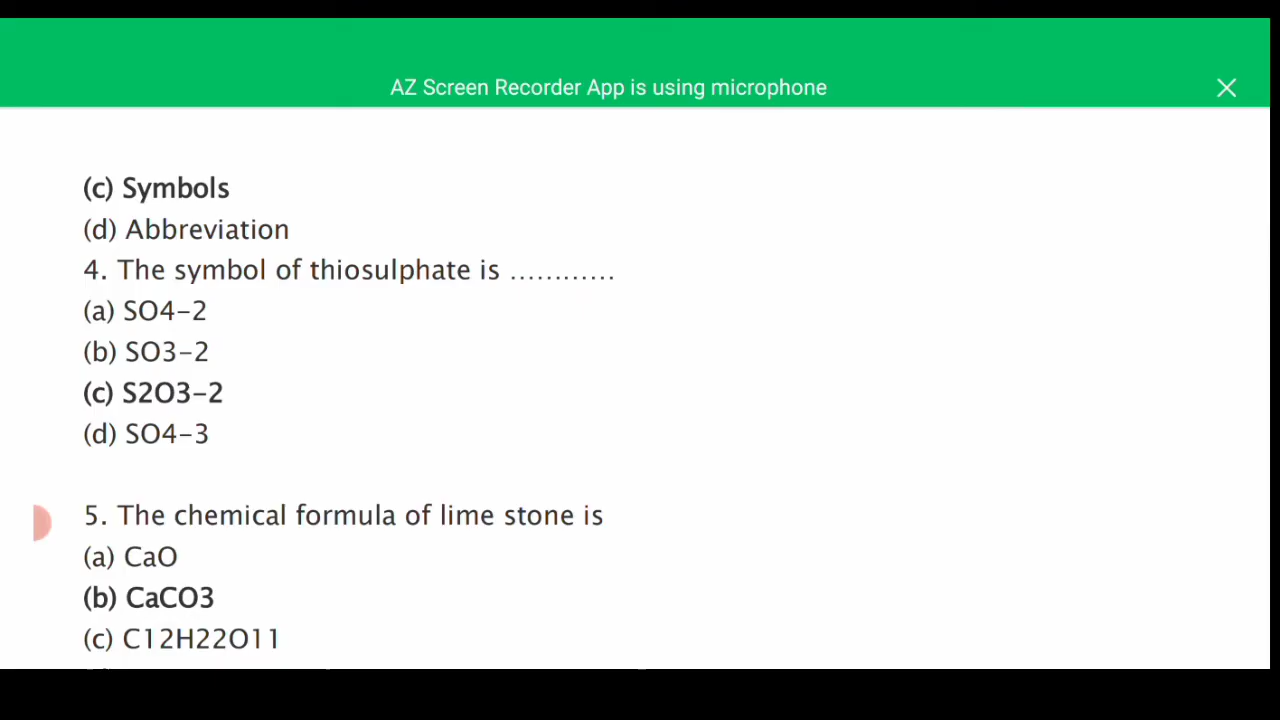 AZ Screen Recorder App is using microphone
(c) Symbols
(d) Abbreviation
4. The symbol of thiosulphate is ............
(a) SO4-2
(b) SO3-2
(c) S2O3-2
(d) SO4-3
5. The chemical formula of lime stone is
(a) CaO
(b) CaCO3
(c) C12H22O11